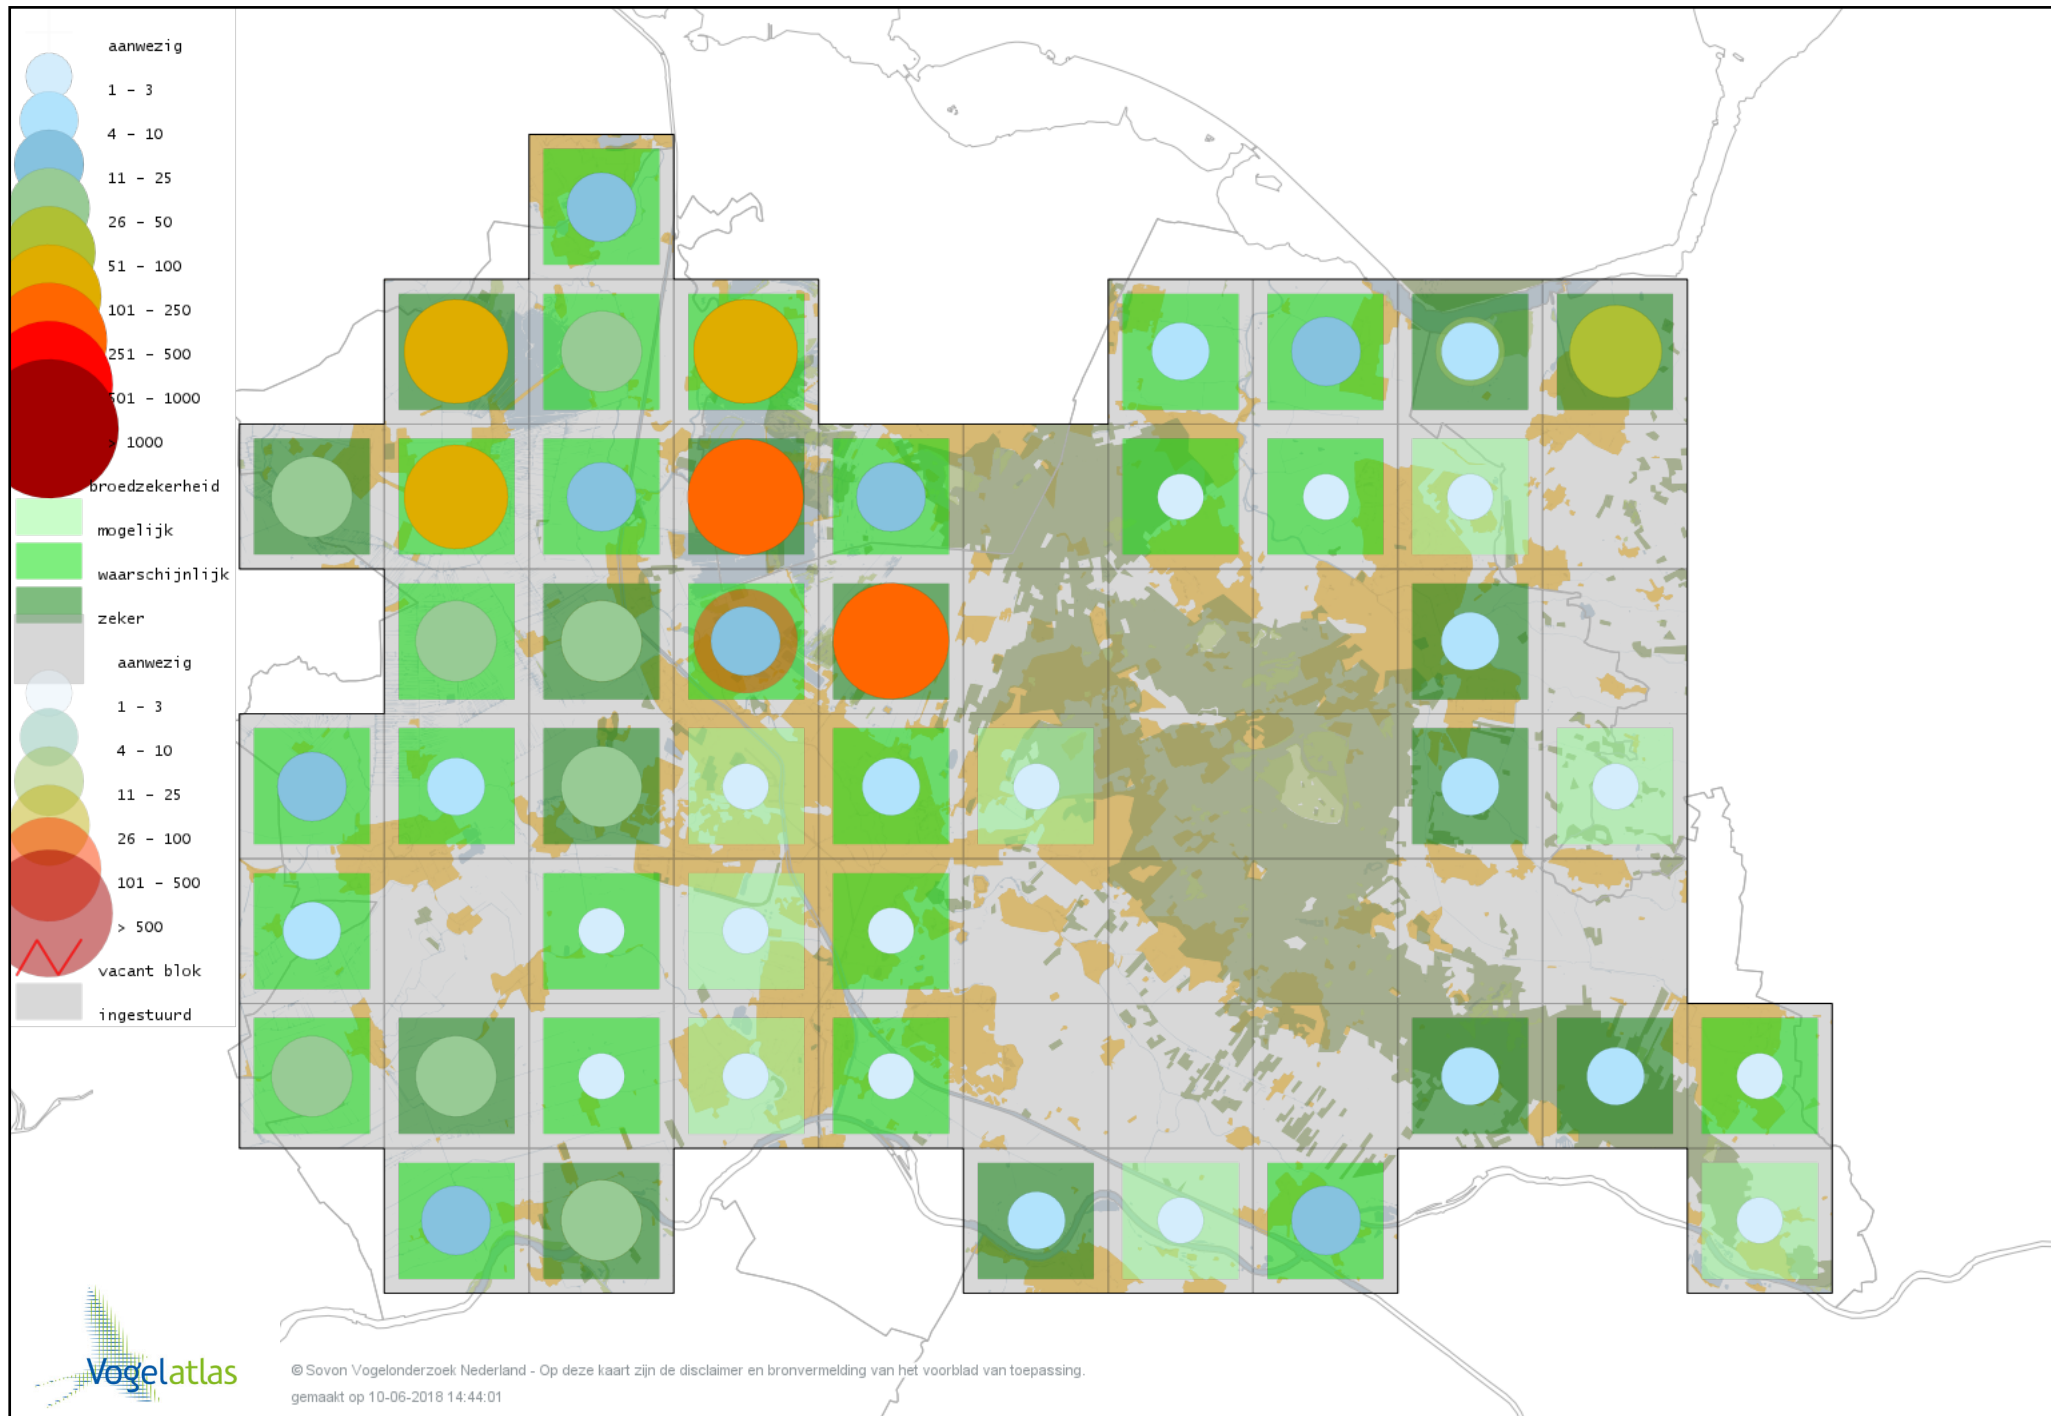 aanwezig
1 - 3
4 - 10
11 - 25
26 - 50
51 - 100
101 - 250
251 - 500
501 - 1000
> 1000
broedzekerheid
mogelijk
waarschijnlijk
zeker
aanwezig
1 - 3
4 - 10
11 - 25
26 - 100
101 - 500
> 500
vacant blok
ingestuurd
Vogelatlas
© Sovon Vogelonderzoek Nederland - Op deze kaart zijn de disclaimer en bronvermelding van het voorblad van toepassing.
gemaakt op 10-06-2018 14:44:01